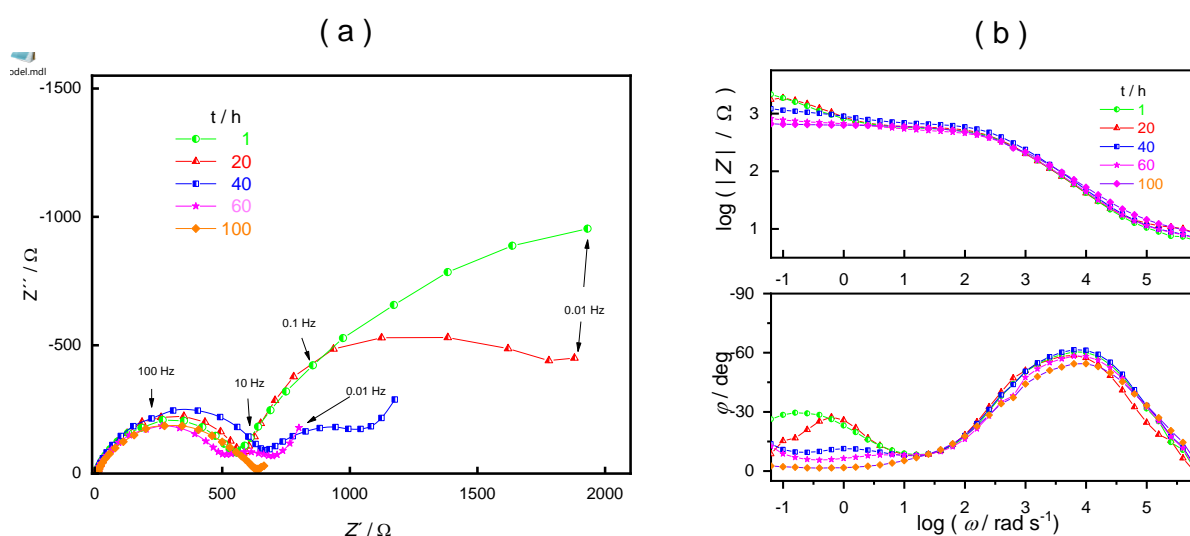 ( a )
( b )
odel.mdl
-1500
-1000
-500
0
Z´´ / Ω
t / h
1
20
40
60
100
100 Hz
10 Hz
0.1 Hz
0.01 Hz
0.01 Hz
0
500
1000
1500
2000
Z´ / Ω
3
2
1
log ( |Z| / Ω )
t / h
1
20
40
60
100
-1
0
1
2
3
4
5
-90
-60
-30
0
φ / deg
-1
0
1
2
3
4
5
log ( ω / rad s⁻¹)